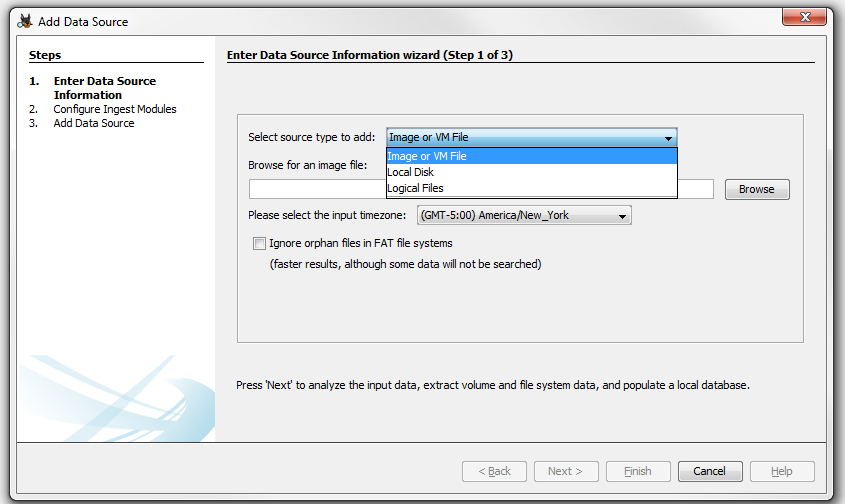 Add Data Source
Steps
1. Enter Data Source
Information
2. Configure Ingest Modules
3. Add Data Source
Enter Data Source Information wizard (Step 1 of 3)
Select source type to add: Image or VM File
Image or VM File
Local Disk
Logical Files
Browse for an image file:
Browse
Please select the input timezone: (GMT-5:00) America/New_York
Ignore orphan files in FAT file systems
(faster results, although some data will not be searched)
Press 'Next' to analyze the input data, extract volume and file system data, and populate a local database.
< Back Next > Finish Cancel Help